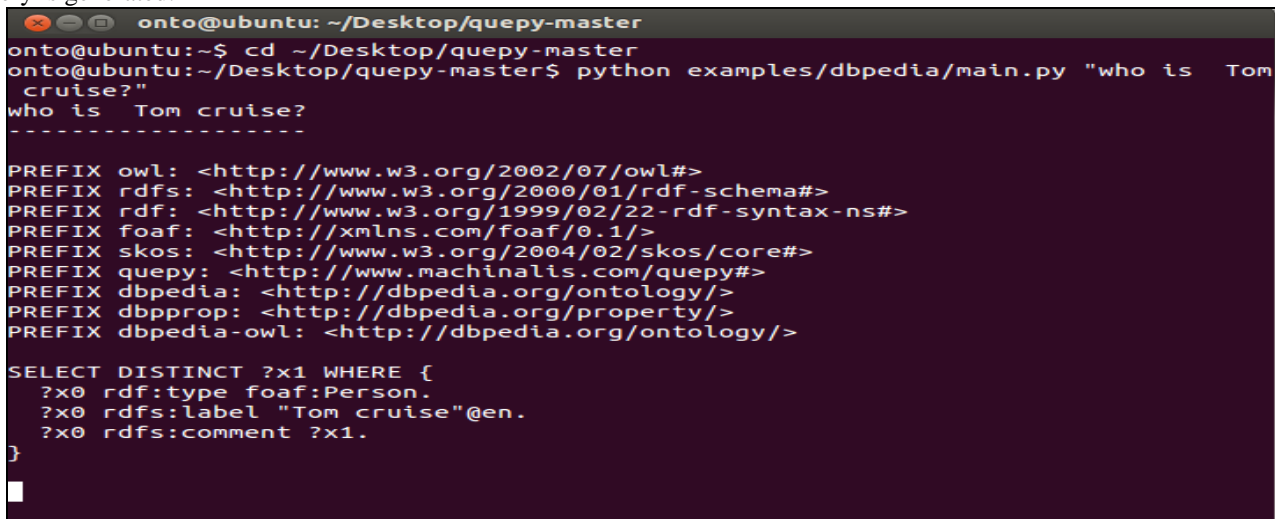 ery is generated.
onto@ubuntu: ~/Desktop/quepy-master
onto@ubuntu:~$ cd ~/Desktop/quepy-master
onto@ubuntu:~/Desktop/quepy-master$ python examples/dbpedia/main.py "who is  Tom
 cruise?"
who is  Tom cruise?
-------------------
PREFIX owl: <http://www.w3.org/2002/07/owl#>
PREFIX rdfs: <http://www.w3.org/2000/01/rdf-schema#>
PREFIX rdf: <http://www.w3.org/1999/02/22-rdf-syntax-ns#>
PREFIX foaf: <http://xmlns.com/foaf/0.1/>
PREFIX skos: <http://www.w3.org/2004/02/skos/core#>
PREFIX quepy: <http://www.machinalis.com/quepy#>
PREFIX dbpedia: <http://dbpedia.org/ontology/>
PREFIX dbpprop: <http://dbpedia.org/property/>
PREFIX dbpedia-owl: <http://dbpedia.org/ontology/>
SELECT DISTINCT ?x1 WHERE {
  ?x0 rdf:type foaf:Person.
  ?x0 rdfs:label "Tom cruise"@en.
  ?x0 rdfs:comment ?x1.
}